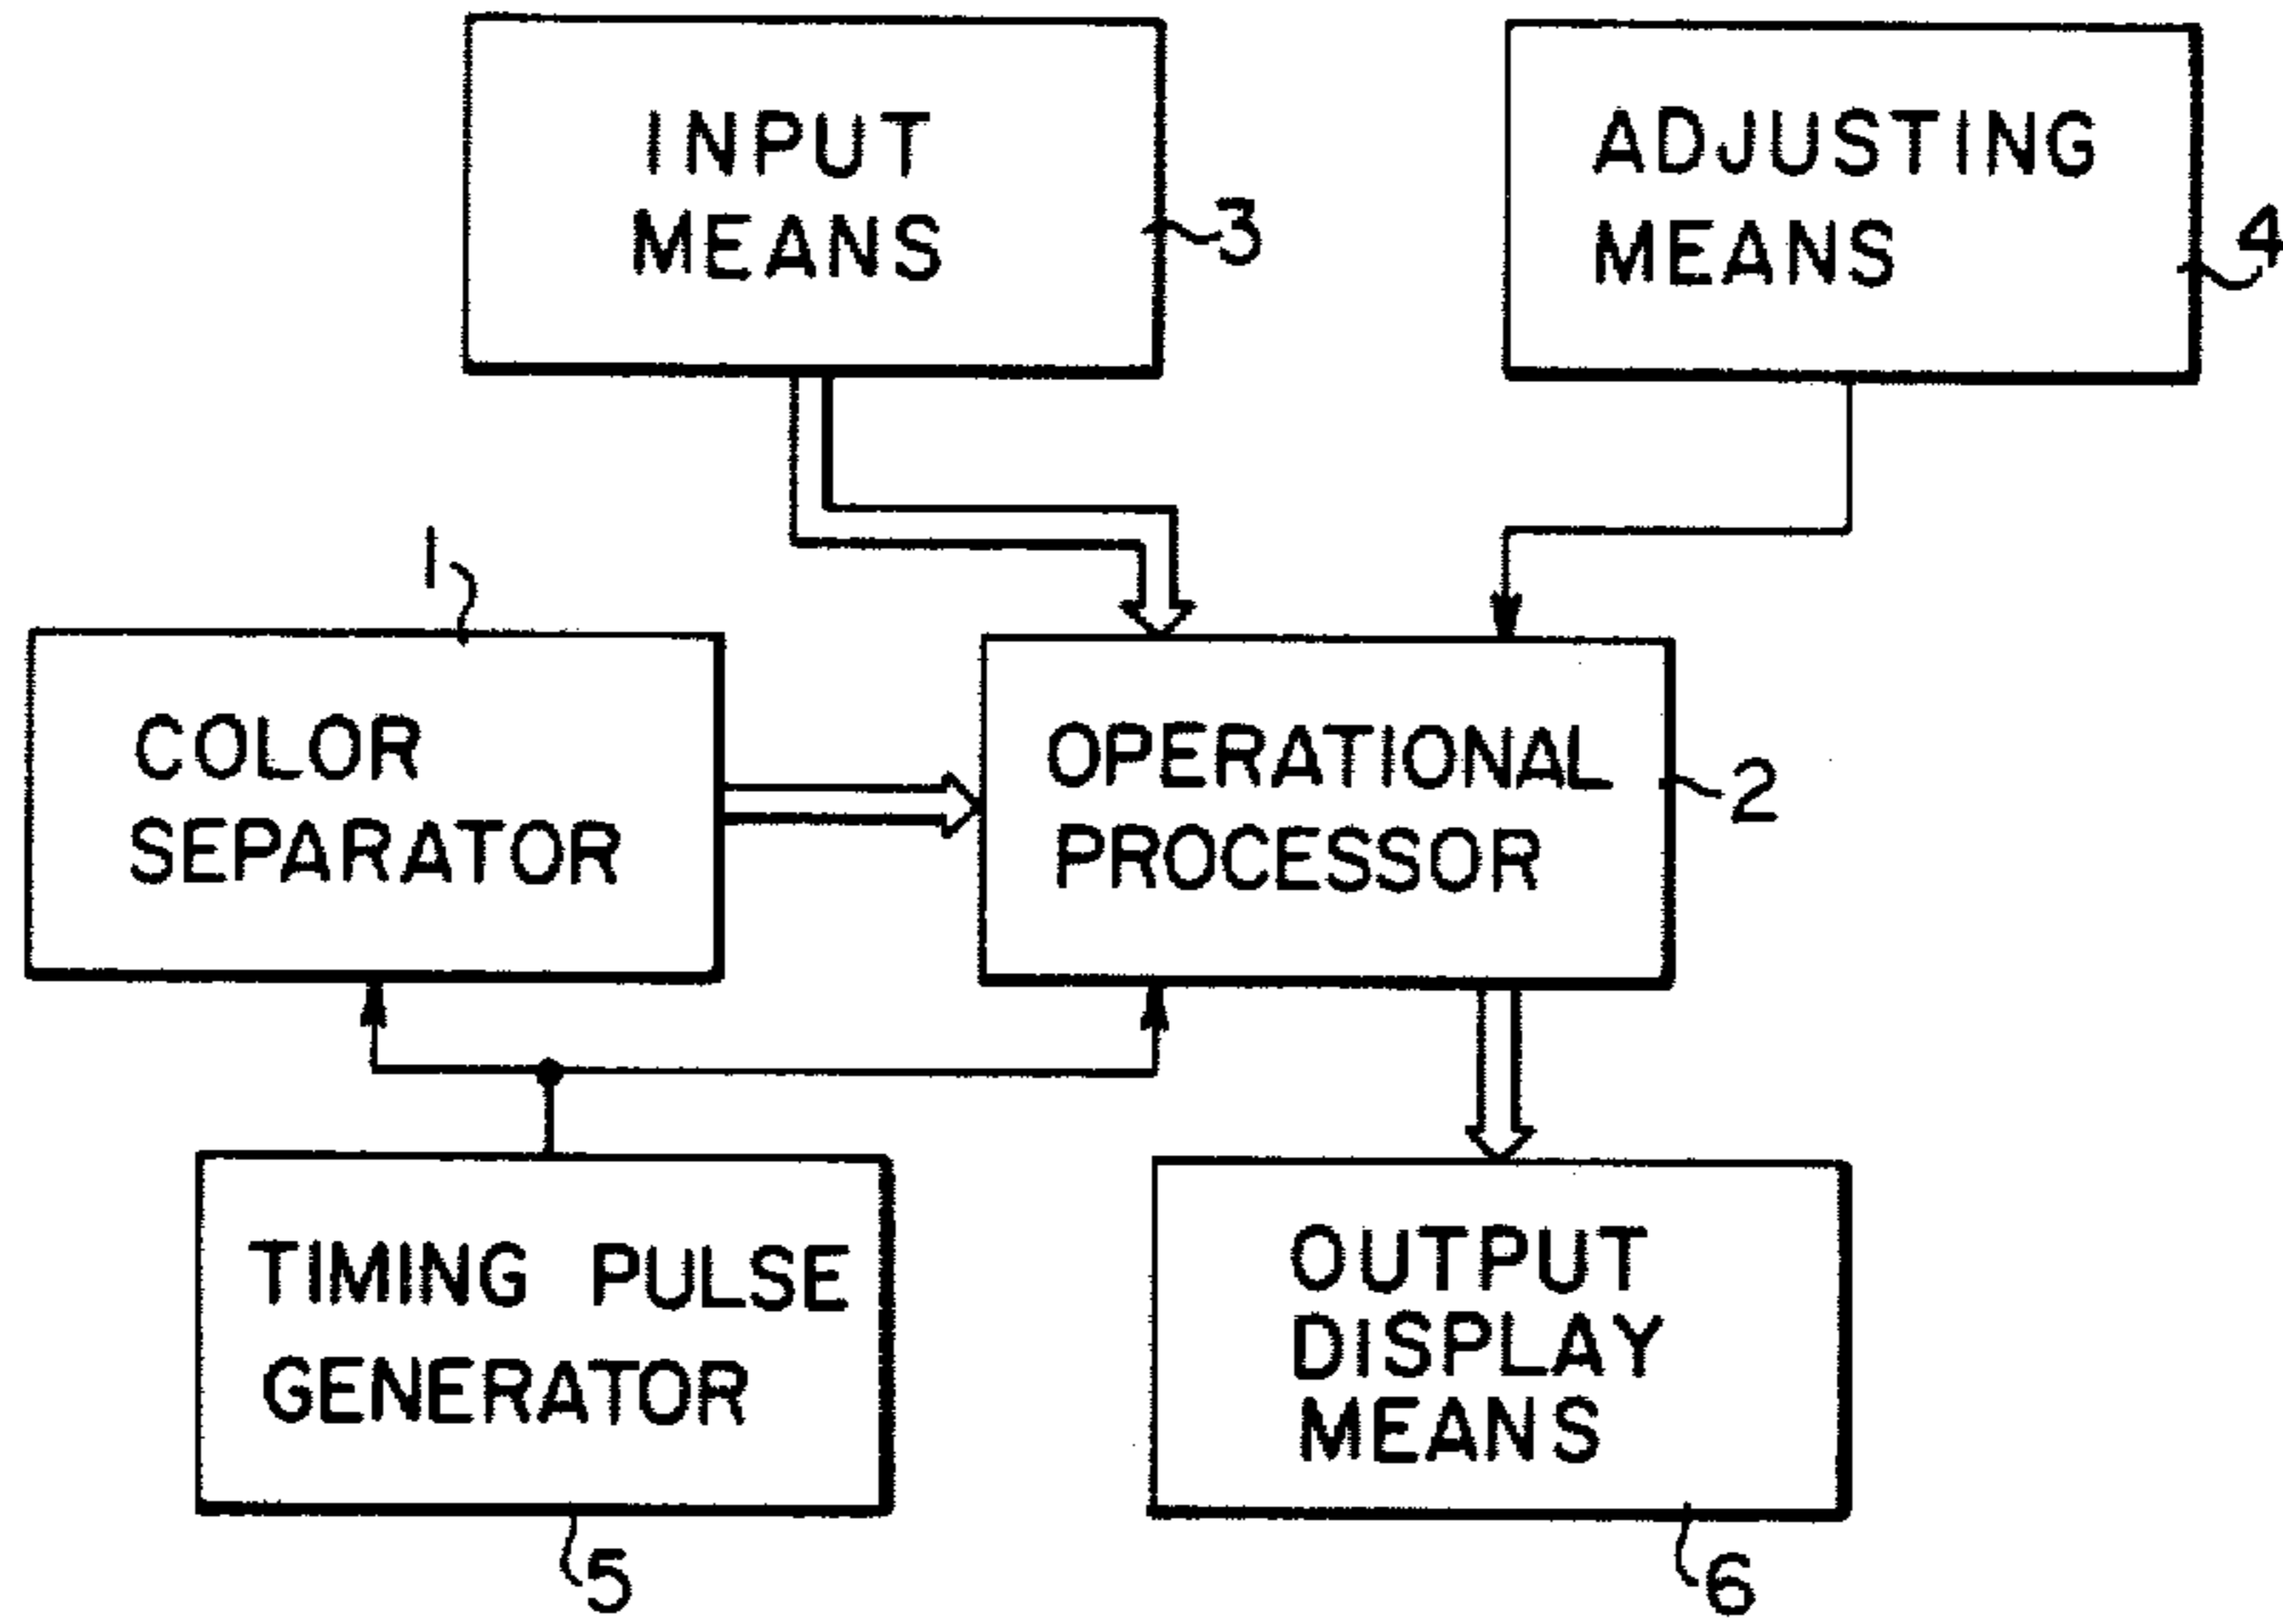 INPUT
MEANS
3
ADJUSTING
MEANS
4
1
COLOR
SEPARATOR
OPERATIONAL
PROCESSOR
2
TIMING PULSE
GENERATOR
5
OUTPUT
DISPLAY
MEANS
6